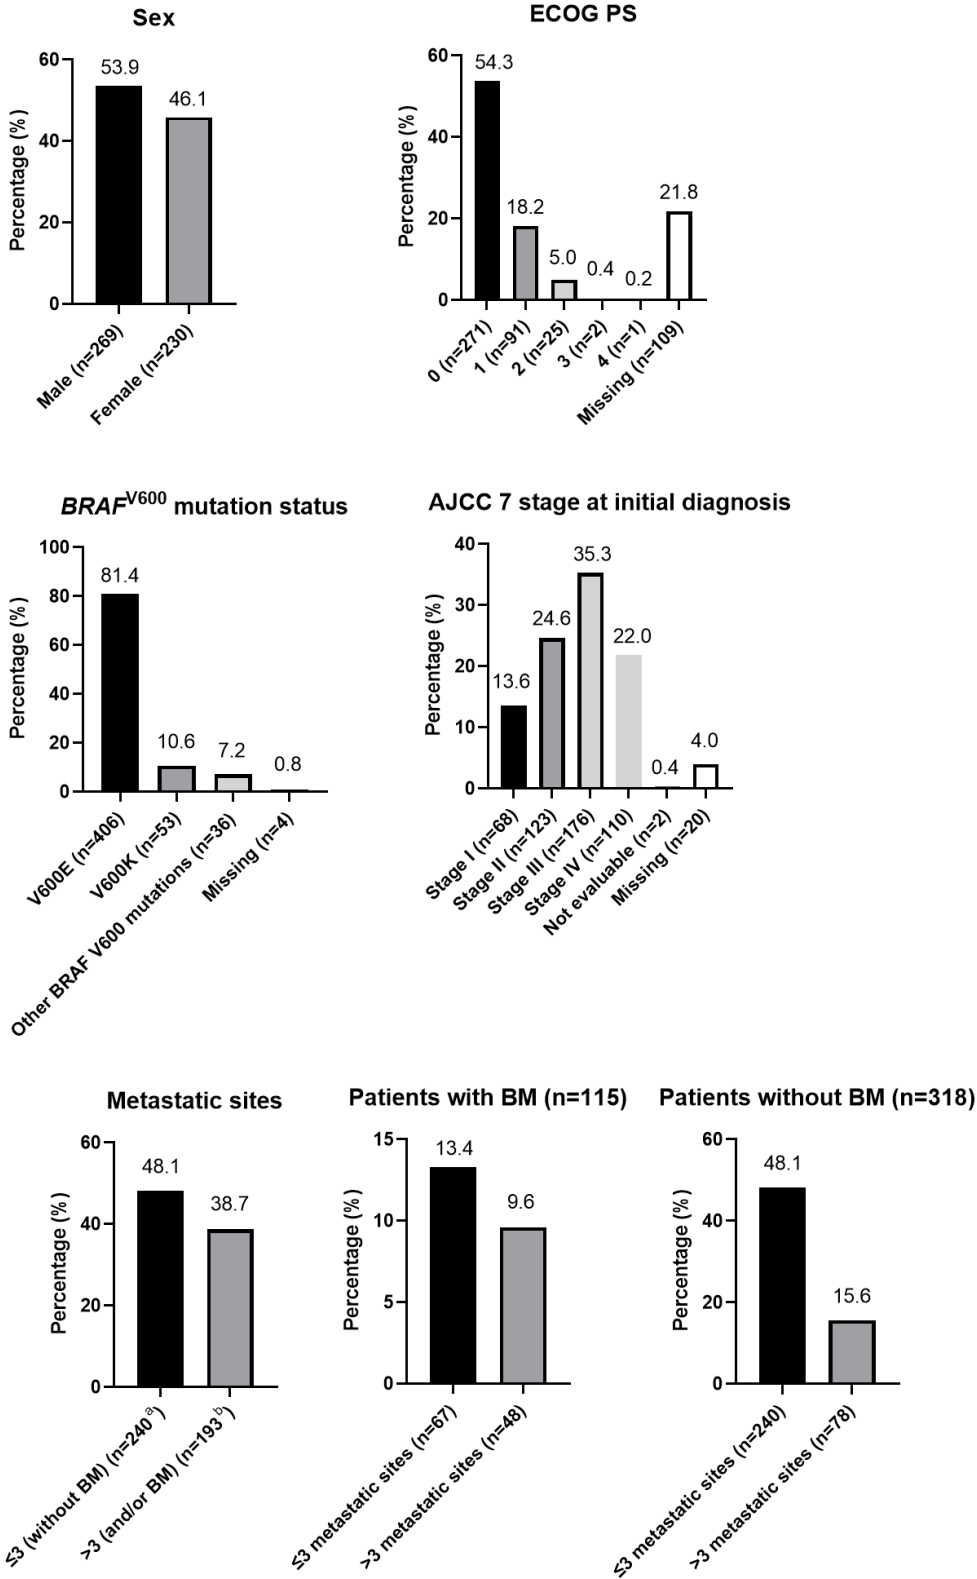 Sex
Percentage (%)
60
40
20
0
53.9
46.1
Male (n=269)
Female (n=230)
ECOG PS
Percentage (%)
60
40
20
0
54.3
18.2
5.0
0.4
0.2
21.8
0 (n=271)
1 (n=91)
2 (n=25)
3 (n=2)
4 (n=1)
Missing (n=109)
BRAF^V600 mutation status
Percentage (%)
100
80
60
40
20
0
81.4
10.6
7.2
0.8
V600E (n=406)
V600K (n=53)
Other BRAF V600 mutations (n=36)
Missing (n=4)
AJCC 7 stage at initial diagnosis
Percentage (%)
40
30
20
10
0
13.6
24.6
35.3
22.0
0.4
4.0
Stage I (n=68)
Stage II (n=123)
Stage III (n=176)
Stage IV (n=110)
Not evaluable (n=2)
Missing (n=20)
Metastatic sites
Percentage (%)
60
40
20
0
48.1
38.7
≤3 (without BM) (n=240^a)
>3 (and/or BM) (n=193^b)
Patients with BM (n=115)
Percentage (%)
15
10
5
0
13.4
9.6
≤3 metastatic sites (n=67)
>3 metastatic sites (n=48)
Patients without BM (n=318)
Percentage (%)
60
40
20
0
48.1
15.6
≤3 metastatic sites (n=240)
>3 metastatic sites (n=78)